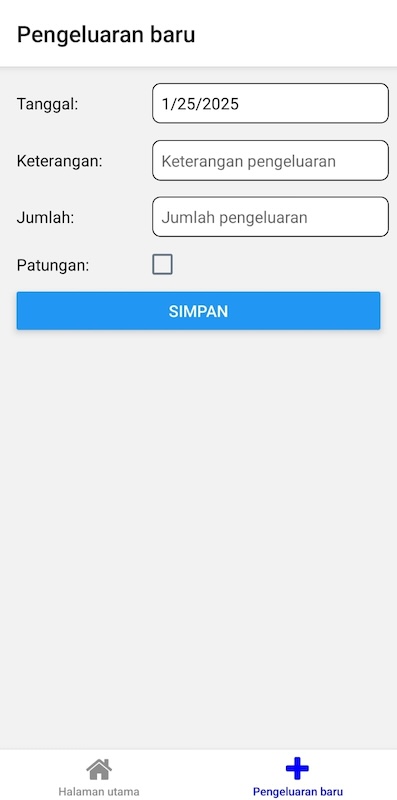 Pengeluaran baru
Tanggal: 1/25/2025
Keterangan: Keterangan pengeluaran
Jumlah: Jumlah pengeluaran
Patungan:
SIMPAN
Halaman utama Pengeluaran baru